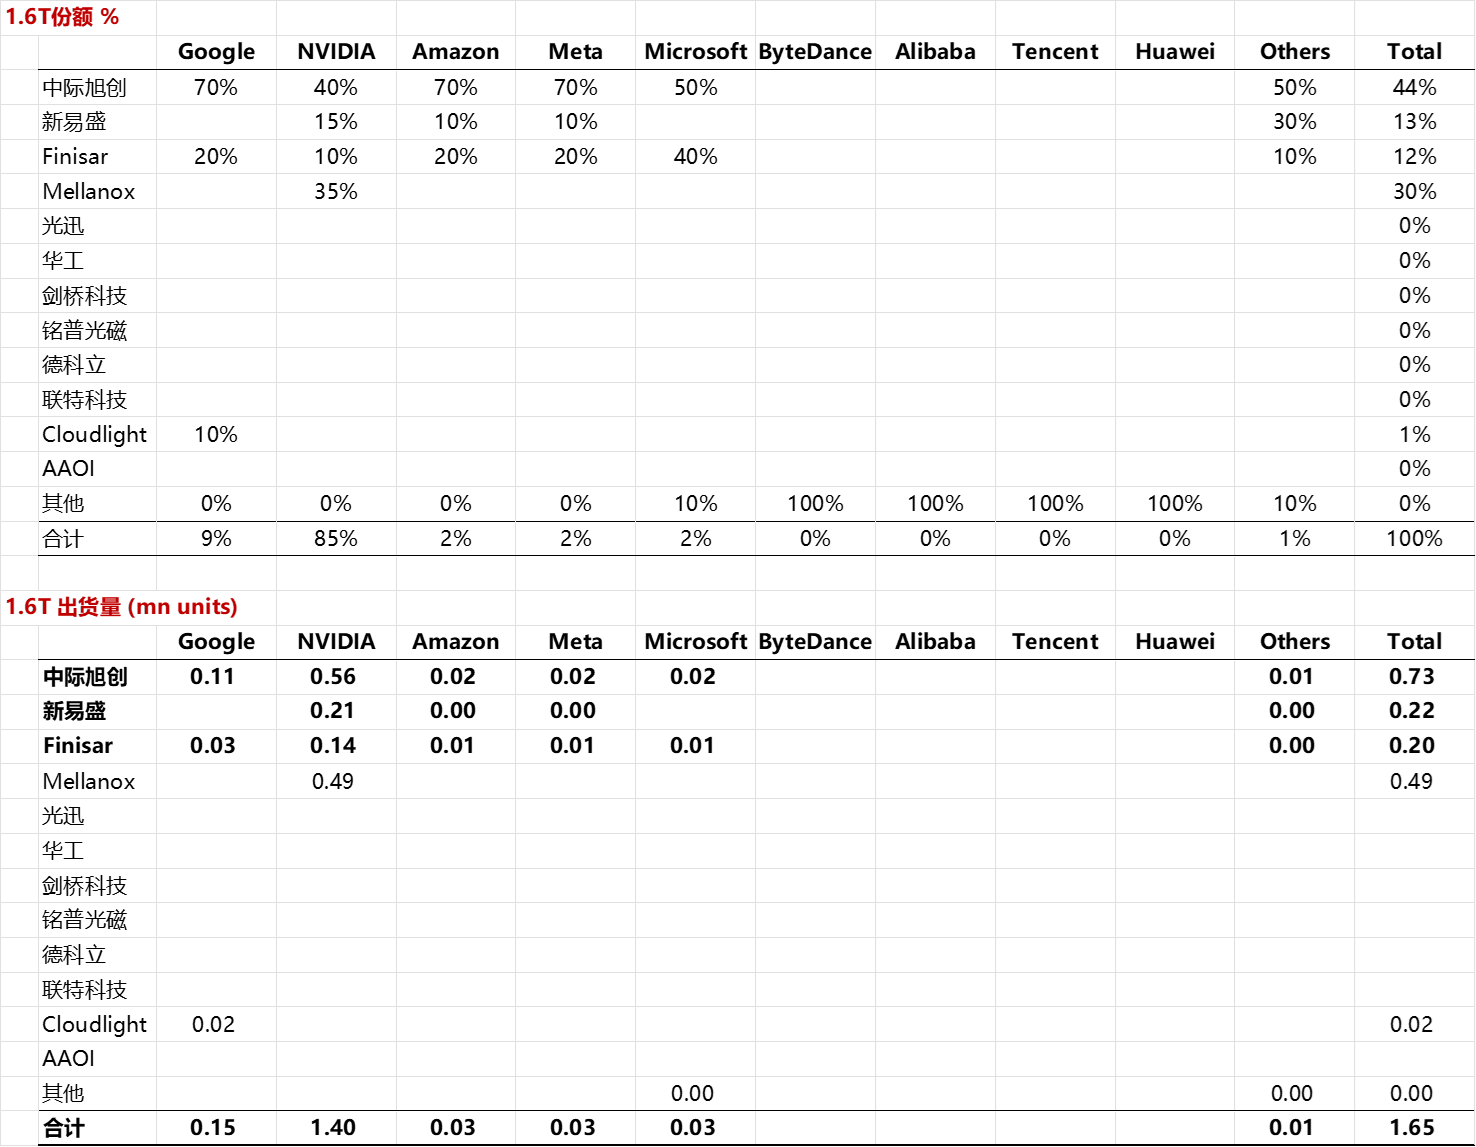 1.6T份额 %
Google NVIDIA Amazon Meta Microsoft ByteDance Alibaba Tencent Huawei Others Total
中际旭创 70% 40% 70% 70% 50% 50% 44%
新易盛 15% 10% 10% 30% 13%
Finisar 20% 10% 20% 20% 40% 10% 12%
Mellanox 35% 30%
光迅 0%
华工 0%
剑桥科技 0%
铭普光磁 0%
德科立 0%
联特科技 0%
Cloudlight 10% 1%
AAOI 0%
其他 0% 0% 0% 0% 10% 100% 100% 100% 100% 10% 0%
合计 9% 85% 2% 2% 2% 0% 0% 0% 0% 1% 100%
1.6T 出货量 (mn units)
Google NVIDIA Amazon Meta Microsoft ByteDance Alibaba Tencent Huawei Others Total
中际旭创 0.11 0.56 0.02 0.02 0.02 0.01 0.73
新易盛 0.21 0.00 0.00 0.00 0.22
Finisar 0.03 0.14 0.01 0.01 0.01 0.00 0.20
Mellanox 0.49 0.49
光迅
华工
剑桥科技
铭普光磁
德科立
联特科技
Cloudlight 0.02 0.02
AAOI
其他 0.00 0.00 0.00
合计 0.15 1.40 0.03 0.03 0.03 0.01 1.65